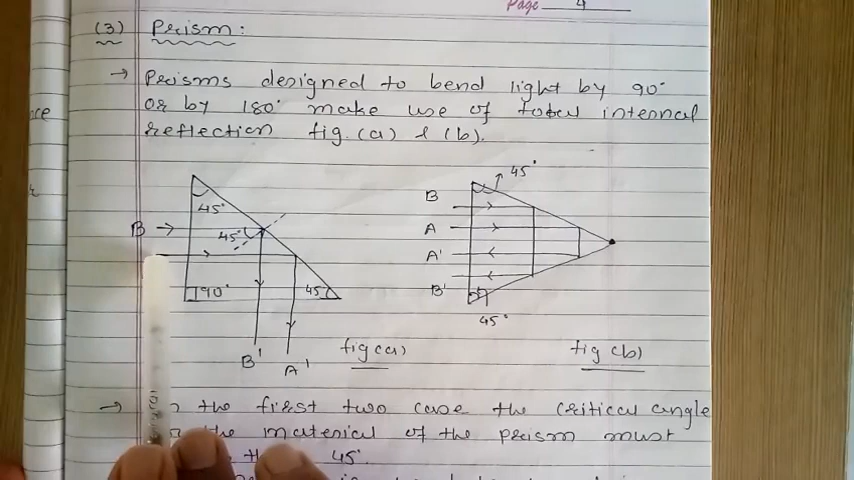 Page 4
(3) Prism:
→ Prisms designed to bend light by 90°
or by 180° make use of total internal
reflection fig.(a) & (b).
45°
45°
B
B
A
45°
A'
90°
45
B'
45°
B'
A'
fig(a)
fig(b)
→ the first two case the critical angle
the material of the prism must
45°